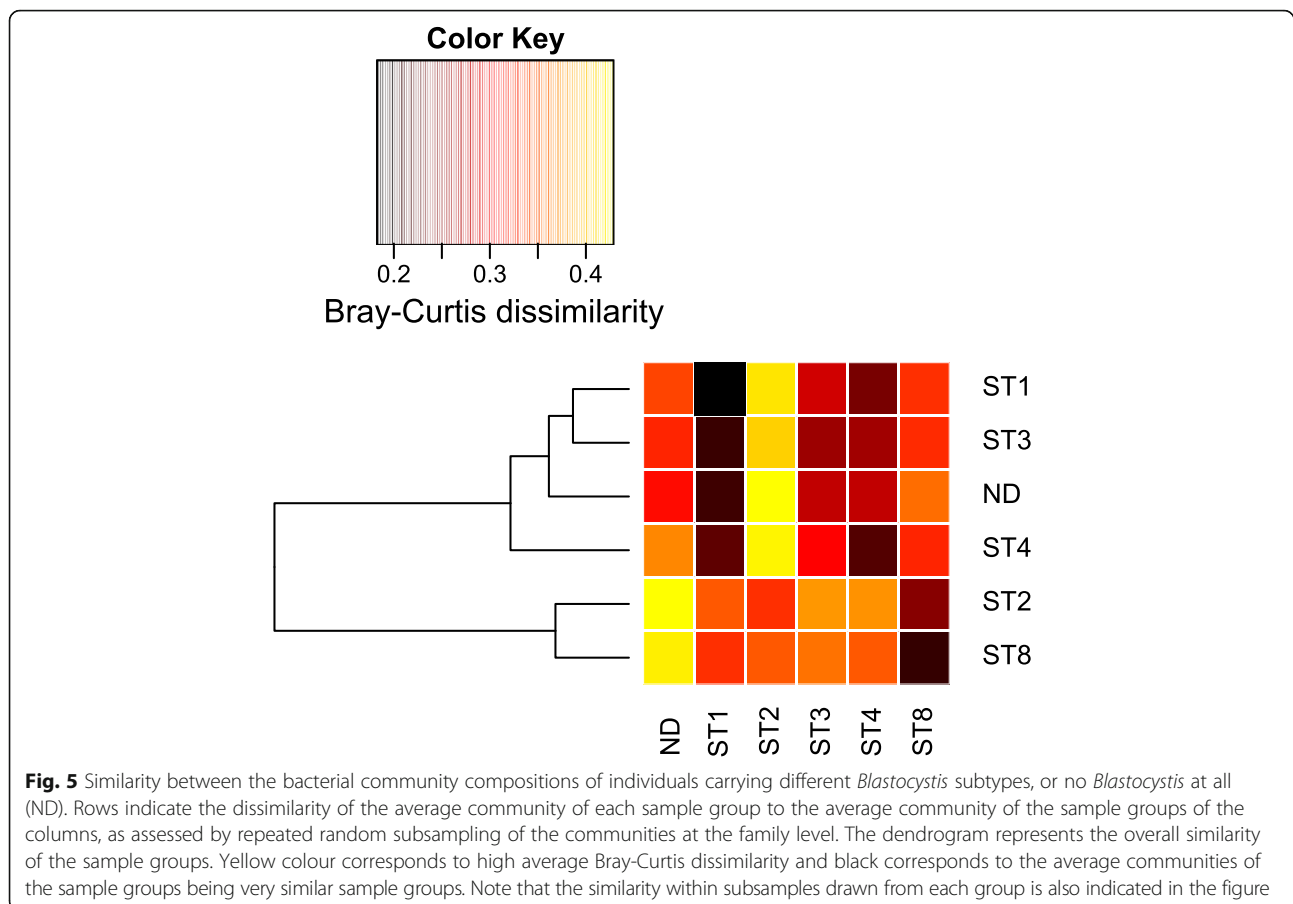 Color Key
0.2 0.3 0.4
Bray-Curtis dissimilarity
ST1
ST3
ND
ST4
ST2
ST8
ND ST1 ST2 ST3 ST4 ST8
Fig. 5 Similarity between the bacterial community compositions of individuals carrying different Blastocystis subtypes, or no Blastocystis at all
(ND). Rows indicate the dissimilarity of the average community of each sample group to the average community of the sample groups of the
columns, as assessed by repeated random subsampling of the communities at the family level. The dendrogram represents the overall similarity
of the sample groups. Yellow colour corresponds to high average Bray-Curtis dissimilarity and black corresponds to the average communities of
the sample groups being very similar sample groups. Note that the similarity within subsamples drawn from each group is also indicated in the figure